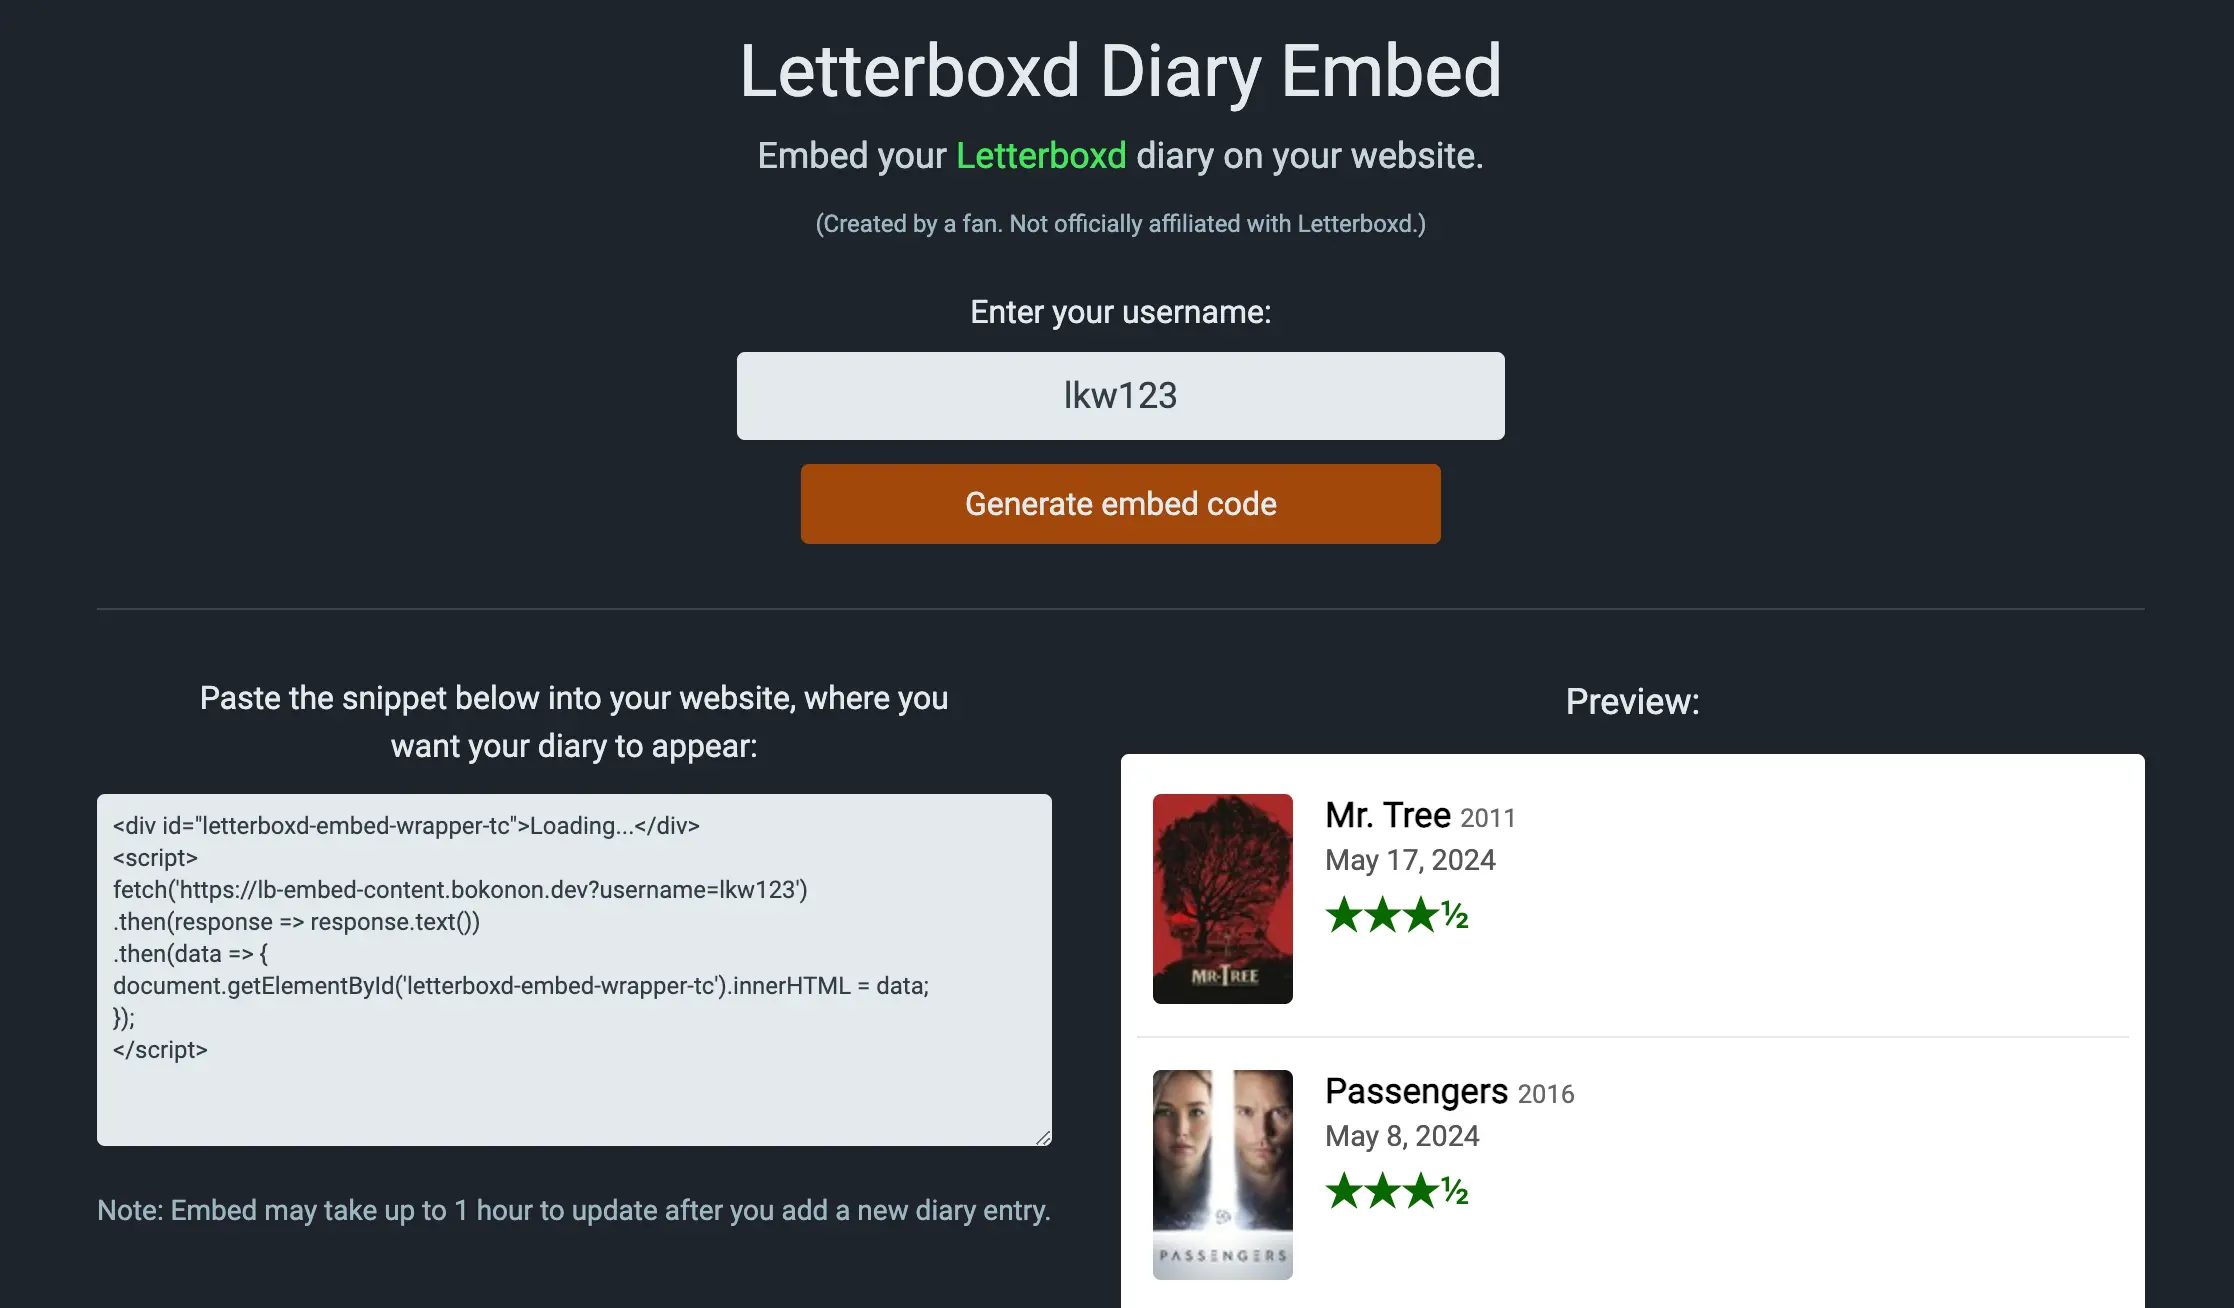 Letterboxd Diary Embed
Embed your Letterboxd diary on your website.
(Created by a fan. Not officially affiliated with Letterboxd.)
Enter your username:
lkw123
Generate embed code
Paste the snippet below into your website, where you
want your diary to appear:
<div id="letterboxd-embed-wrapper-tc">Loading...</div>
<script>
fetch('https://lb-embed-content.bokonon.dev?username=lkw123')
.then(response => response.text())
.then(data => {
document.getElementById('letterboxd-embed-wrapper-tc').innerHTML = data;
});
</script>
Note: Embed may take up to 1 hour to update after you add a new diary entry.
Preview:
MR.TREE
Mr. Tree 2011
May 17, 2024
★★★½
PASSENGERS
Passengers 2016
May 8, 2024
★★★½